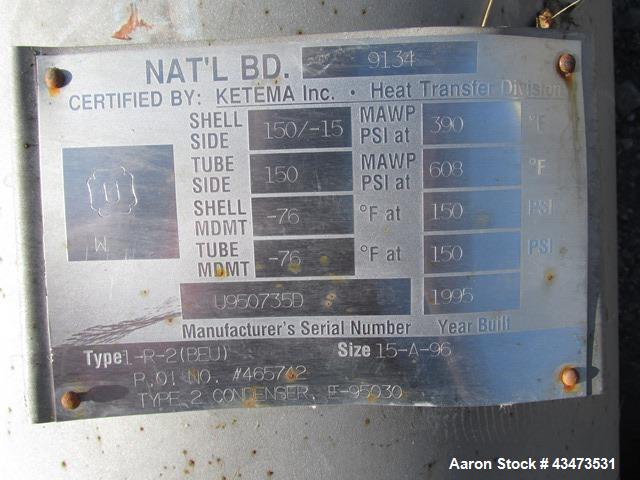 NAT'L BD. 9134
CERTIFIED BY: KETEMA Inc. • Heat Transfer Division
SHELL SIDE 150/-15 MAWP PSI at 390 °F
TUBE SIDE 150 MAWP PSI at 608 °F
U
M
SHELL MDMT -76 °F at 150 PSI
TUBE MDMT -76 °F at 150 PSI
U950735D 1995
Manufacturer's Serial Number Year Built
Type 1-R-2(BEU) Size 15-A-96
P.O. NO. #465742
TYPE 2 CONDENSER, E-95030
Aaron Stock # 43473531